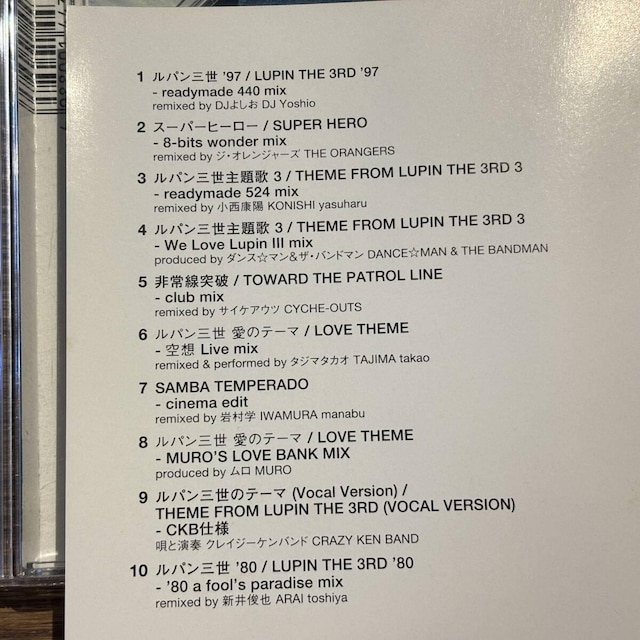 1 ルパン三世 '97 / LUPIN THE 3RD '97
- readymade 440 mix
remixed by DJよしお DJ Yoshio
2 スーパーヒーロー / SUPER HERO
- 8-bits wonder mix
remixed by ジ・オレンジャーズ THE ORANGERS
3 ルパン三世主題歌 3 / THEME FROM LUPIN THE 3RD 3
- readymade 524 mix
remixed by 小西康陽 KONISHI yasuharu
4 ルパン三世主題歌 3 / THEME FROM LUPIN THE 3RD 3
- We Love Lupin III mix
produced by ダンス☆マン&ザ・バンドマン DANCE☆MAN & THE BANDMAN
5 非常線突破 / TOWARD THE PATROL LINE
- club mix
remixed by サイケアウツ CYCHE-OUTS
6 ルパン三世 愛のテーマ / LOVE THEME
- 空想 Live mix
remixed & performed by タジマタカオ TAJIMA takao
7 SAMBA TEMPERADO
- cinema edit
remixed by 岩村学 IWAMURA manabu
8 ルパン三世 愛のテーマ / LOVE THEME
- MURO'S LOVE BANK MIX
produced by ムロ MURO
9 ルパン三世のテーマ (Vocal Version) /
THEME FROM LUPIN THE 3RD (VOCAL VERSION)
- CKB仕様
唄と演奏 クレイジーケンバンド CRAZY KEN BAND
10 ルパン三世 '80 / LUPIN THE 3RD '80
- '80 a fool's paradise mix
remixed by 新井俊也 ARAI toshiya